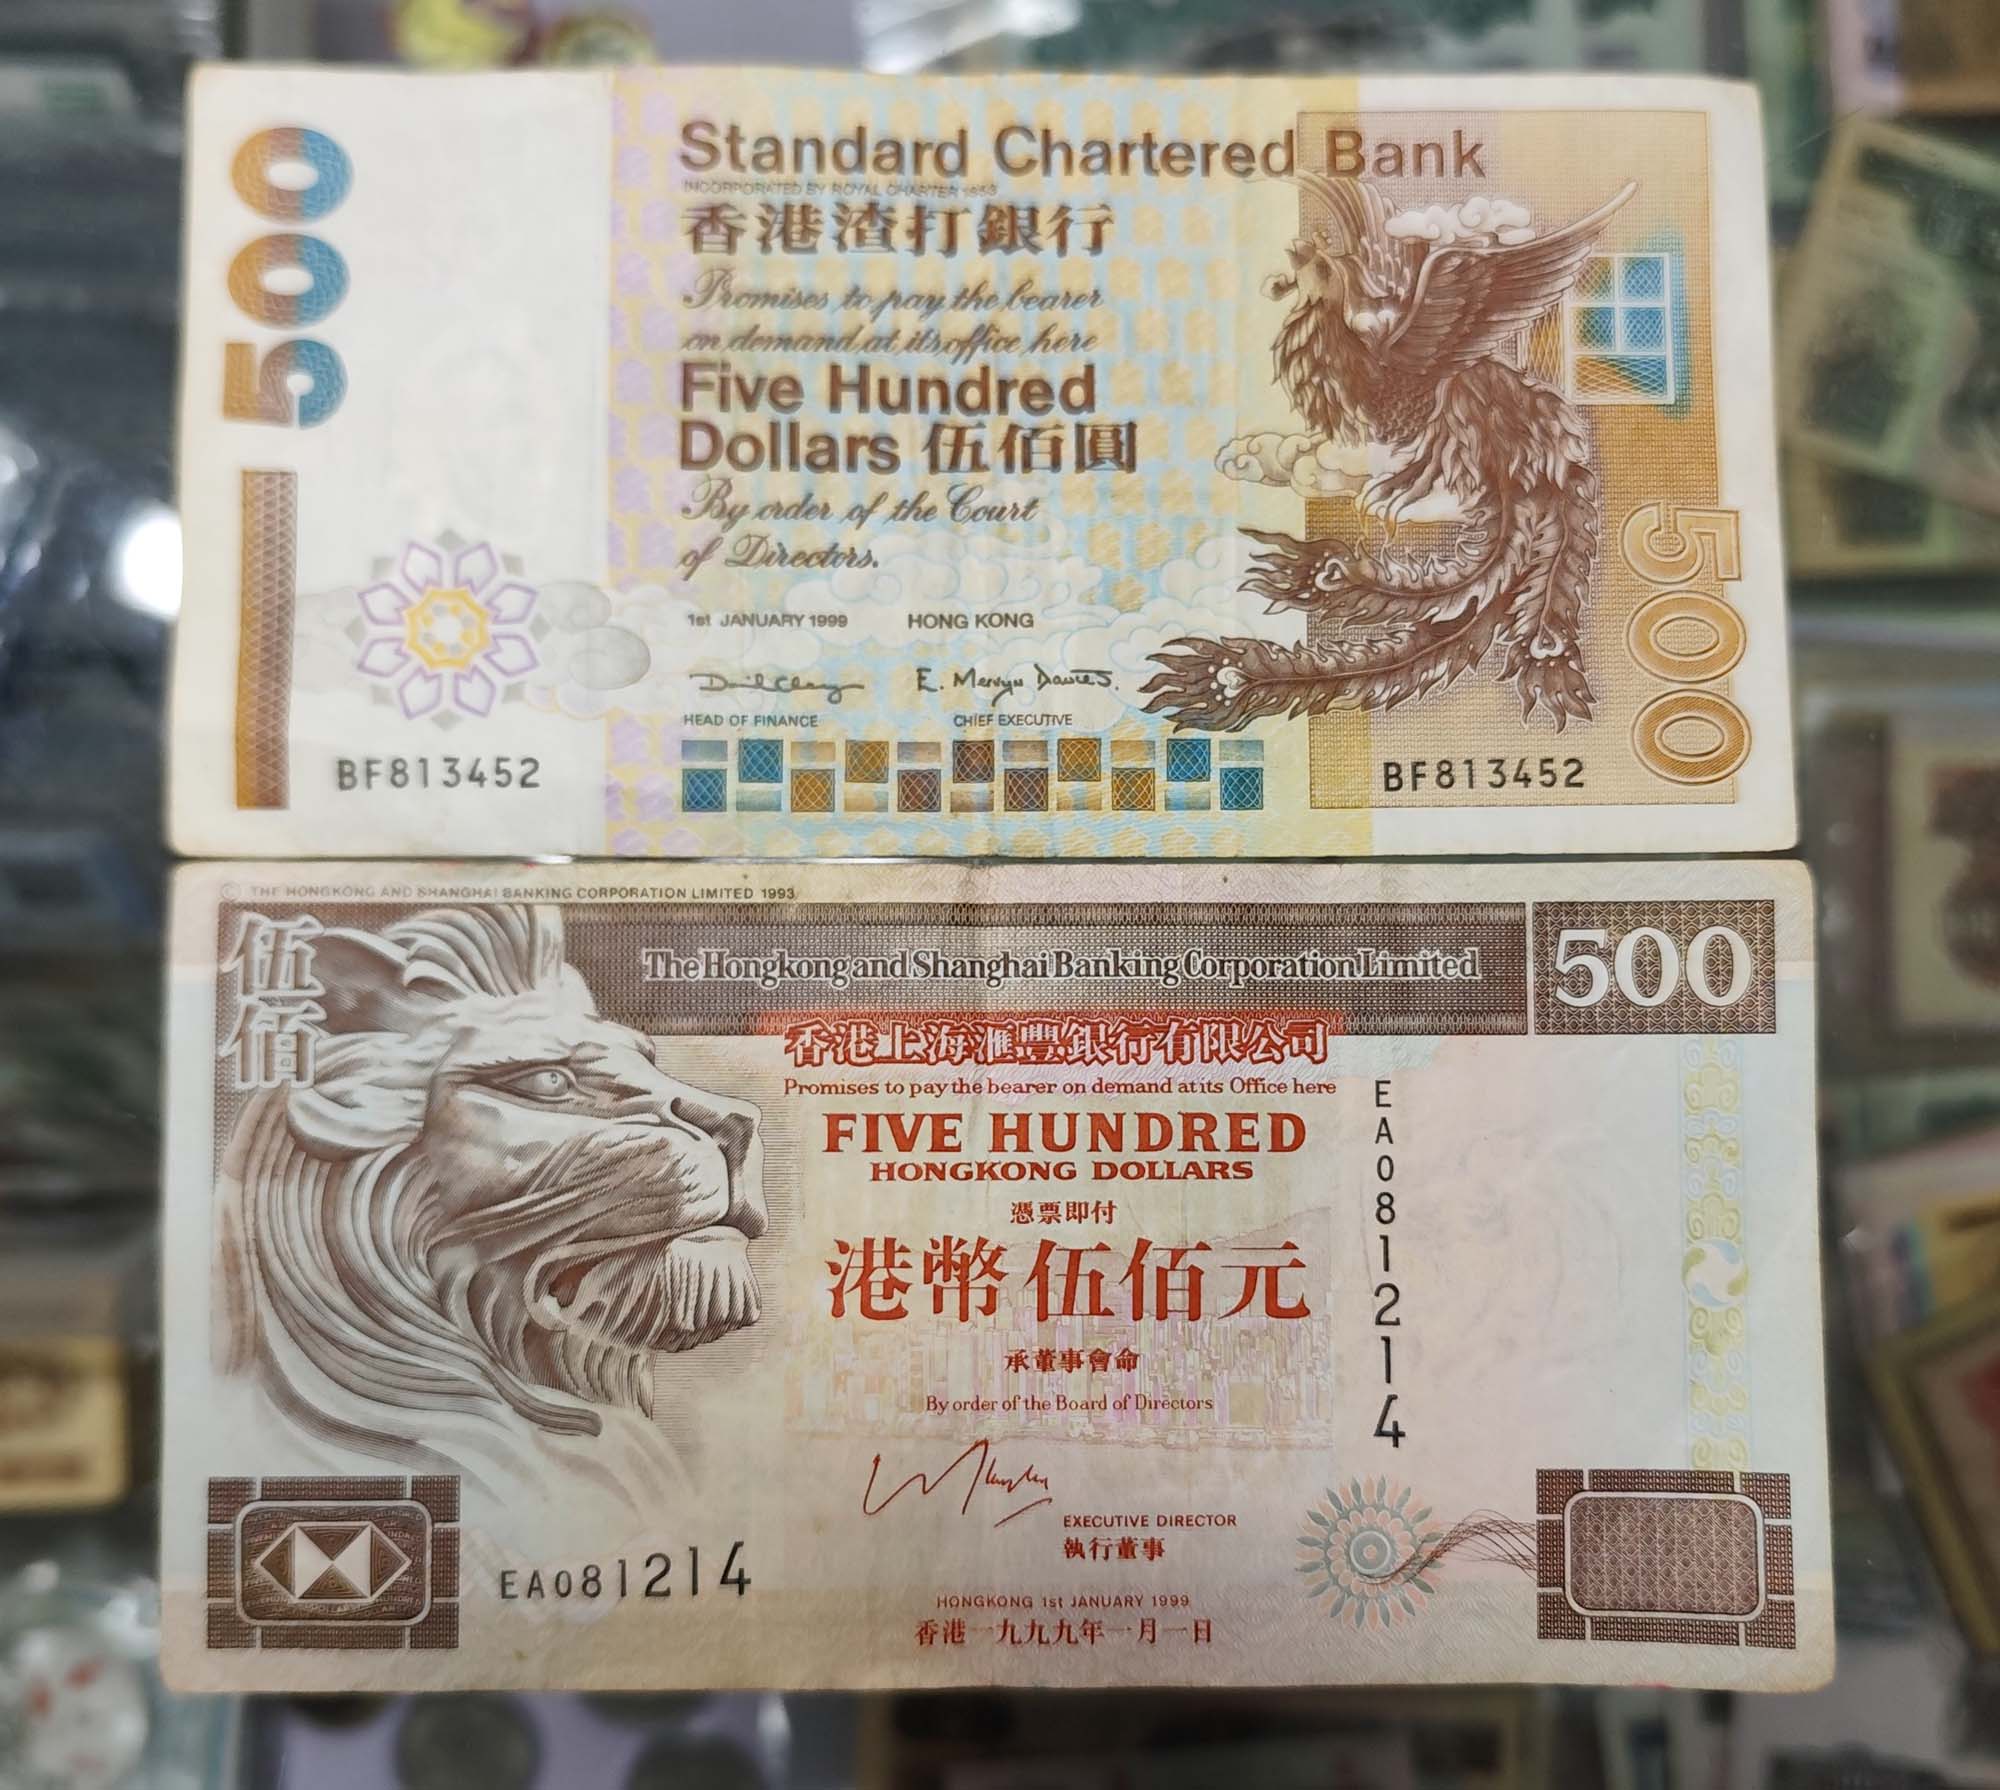 500
Standard Chartered Bank
INCORPORATED BY ROYAL CHARTER 1853
香港渣打銀行
Promises to pay the bearer
on demand at its office here
Five Hundred
Dollars 伍佰圓
By order of the Court
of Directors.
1st JANUARY 1999 HONG KONG
E. Mervyn Davies.
HEAD OF FINANCE CHIEF EXECUTIVE
BF813452 BF813452
500
© THE HONGKONG AND SHANGHAI BANKING CORPORATION LIMITED 1993
伍佰
The Hongkong and Shanghai Banking Corporation Limited 500
香港上海滙豐銀行有限公司
Promises to pay the bearer on demand at its Office here
FIVE HUNDRED
HONGKONG DOLLARS
憑票即付
港幣伍佰元
承董事會命
By order of the Board of Directors
EA081214
EXECUTIVE DIRECTOR
執行董事
EA081214
HONGKONG 1st JANUARY 1999
香港一九九九年一月一日